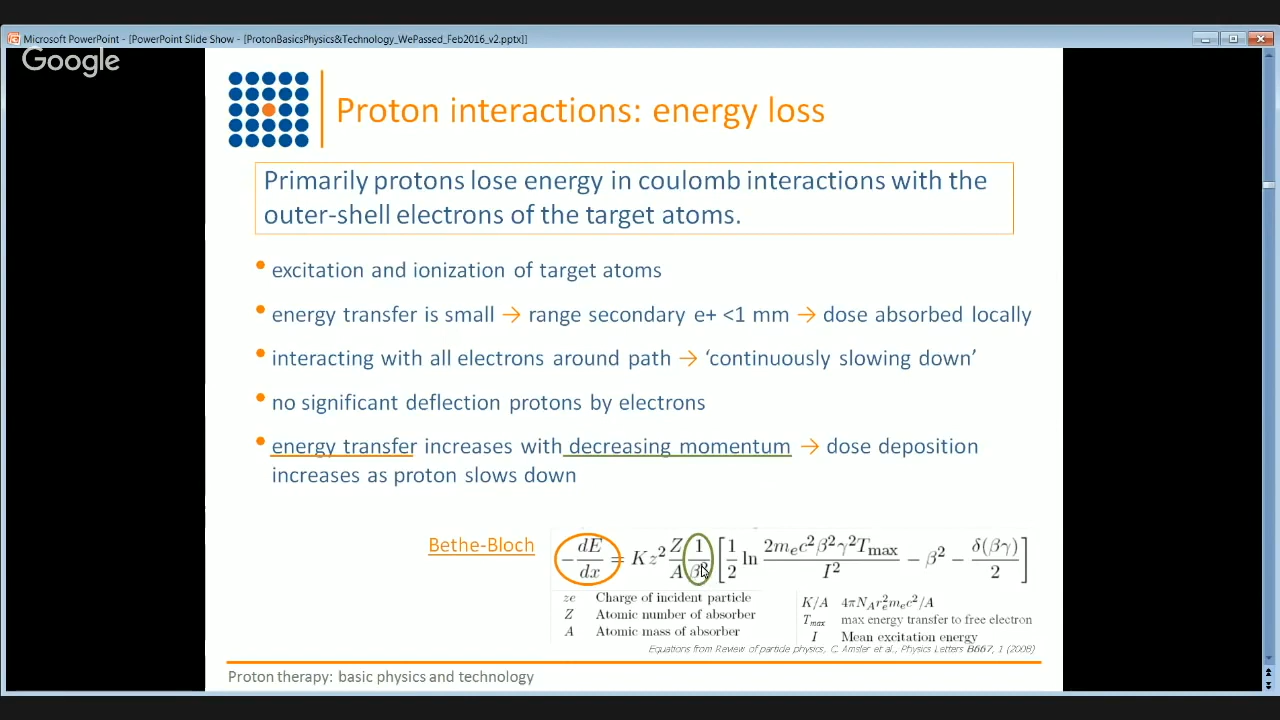 Microsoft PowerPoint - [PowerPoint Slide Show - [ProtonBasicsPhysics&Technology_WePassed_Feb2016_v2.pptx]]
Google
Proton interactions: energy loss
Primarily protons lose energy in coulomb interactions with the
outer-shell electrons of the target atoms.
• excitation and ionization of target atoms
• energy transfer is small → range secondary e+ <1 mm → dose absorbed locally
• interacting with all electrons around path → ‘continuously slowing down’
• no significant deflection protons by electrons
• energy transfer increases with decreasing momentum → dose deposition
increases as proton slows down
Bethe-Bloch
−dE/dx = Kz² Z/A 1/β² [1/2 ln 2mₑc²β²γ²Tmax/I² − β² − δ(βγ)/2]
ze Charge of incident particle
Z Atomic number of absorber
A Atomic mass of absorber
K/A 4πN_A rₑ²mₑc²/A
Tmax max energy transfer to free electron
I Mean excitation energy
Equations from Review of particle physics, C. Amsler et al., Physics Letters B667, 1 (2008)
Proton therapy: basic physics and technology